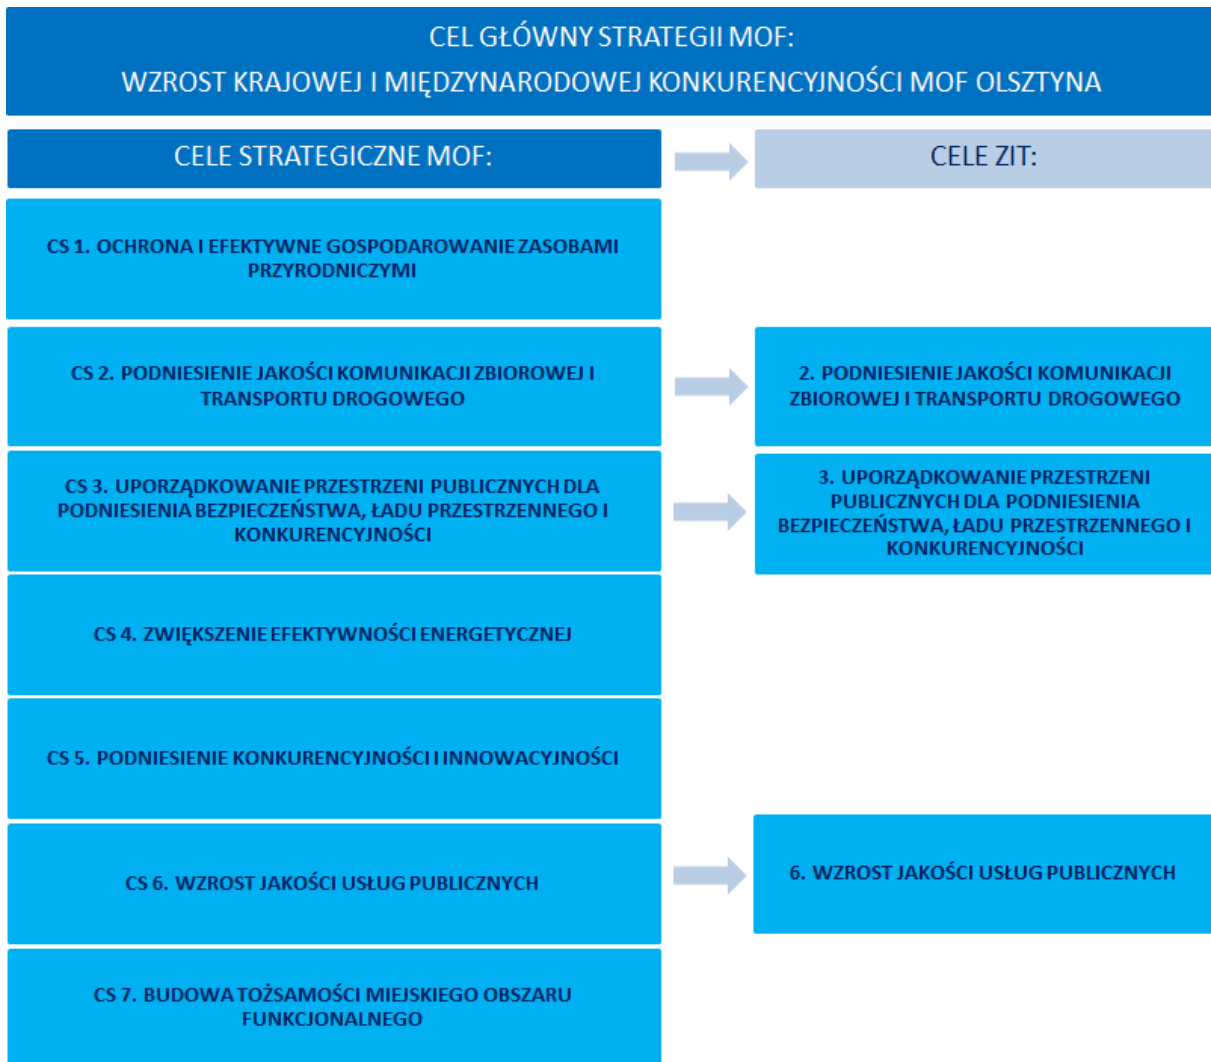 CEL GŁÓWNY STRATEGII MOF:
WZROST KRAJOWEJ I MIĘDZYNARODOWEJ KONKURENCYJNOŚCI MOF OLSZTYNA
CELE STRATEGICZNE MOF:
CELE ZIT:
CS 1. OCHRONA I EFEKTYWNE GOSPODAROWANIE ZASOBAMI
PRZYRODNICZYMI
CS 2. PODNIESIENIE JAKOŚCI KOMUNIKACJI ZBIOROWEJ I
TRANSPORTU DROGOWEGO
2. PODNIESIENIE JAKOŚCI KOMUNIKACJI
ZBIOROWEJ I TRANSPORTU DROGOWEGO
CS 3. UPORZĄDKOWANIE PRZESTRZENI PUBLICZNYCH DLA
PODNIESIENIA BEZPIECZEŃSTWA, ŁADU PRZESTRZENNEGO I
KONKURENCYJNOŚCI
3. UPORZĄDKOWANIE PRZESTRZENI
PUBLICZNYCH DLA PODNIESIENIA
BEZPIECZEŃSTWA, ŁADU PRZESTRZENNEGO I
KONKURENCYJNOŚCI
CS 4. ZWIĘKSZENIE EFEKTYWNOŚCI ENERGETYCZNEJ
CS 5. PODNIESIENIE KONKURENCYJNOŚCI I INNOWACYJNOŚCI
CS 6. WZROST JAKOŚCI USŁUG PUBLICZNYCH
6. WZROST JAKOŚCI USŁUG PUBLICZNYCH
CS 7. BUDOWA TOŻSAMOŚCI MIEJSKIEGO OBSZARU
FUNKCJONALNEGO